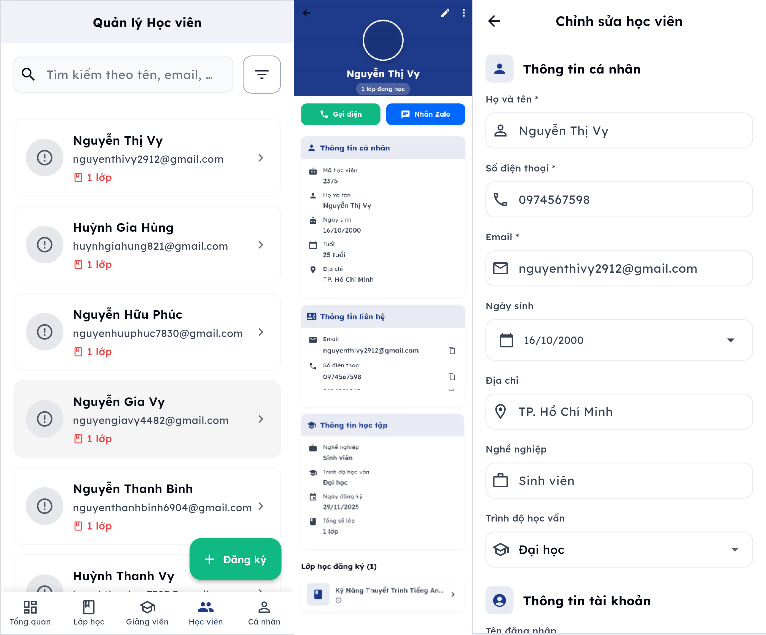 Quản lý Học viên
Tìm kiếm theo tên, email, ...
Nguyễn Thị Vy
nguyenthivy2912@gmail.com
1 lớp
Huỳnh Gia Hùng
huynhgiahung821@gmail.com
1 lớp
Nguyễn Hữu Phúc
nguyenhuuphuc7830@gmail.com
1 lớp
Nguyễn Gia Vy
nguyengiavy4482@gmail.com
1 lớp
Nguyễn Thanh Bình
nguyenthanhbinh6904@gmail.com
1 lớp
Huỳnh Thanh Vy
+ Đăng ký
Tổng quan
Lớp học
Giảng viên
Học viên
Cá nhân
Nguyễn Thị Vy
1 lớp đang học
Gọi điện
Nhắn Zalo
Thông tin cá nhân
Mã học viên
2375
Họ và tên
Nguyễn Thị Vy
Ngày sinh
16/10/2000
Tuổi
25 tuổi
Địa chỉ
TP. Hồ Chí Minh
Thông tin liên hệ
Email
nguyenthivy2912@gmail.com
Số điện thoại
0974567598
Thông tin học tập
Nghề nghiệp
Sinh viên
Trình độ học vấn
Đại học
Ngày đăng ký
29/11/2025
Tổng số lớp
1 lớp
Lớp học đăng ký (1)
Kỹ Năng Thuyết Trình Tiếng An...
Chỉnh sửa học viên
Thông tin cá nhân
Họ và tên *
Nguyễn Thị Vy
Số điện thoại *
0974567598
Email *
nguyenthivy2912@gmail.com
Ngày sinh
16/10/2000
Địa chỉ
TP. Hồ Chí Minh
Nghề nghiệp
Sinh viên
Trình độ học vấn
Đại học
Thông tin tài khoản
Tên đăng nhập